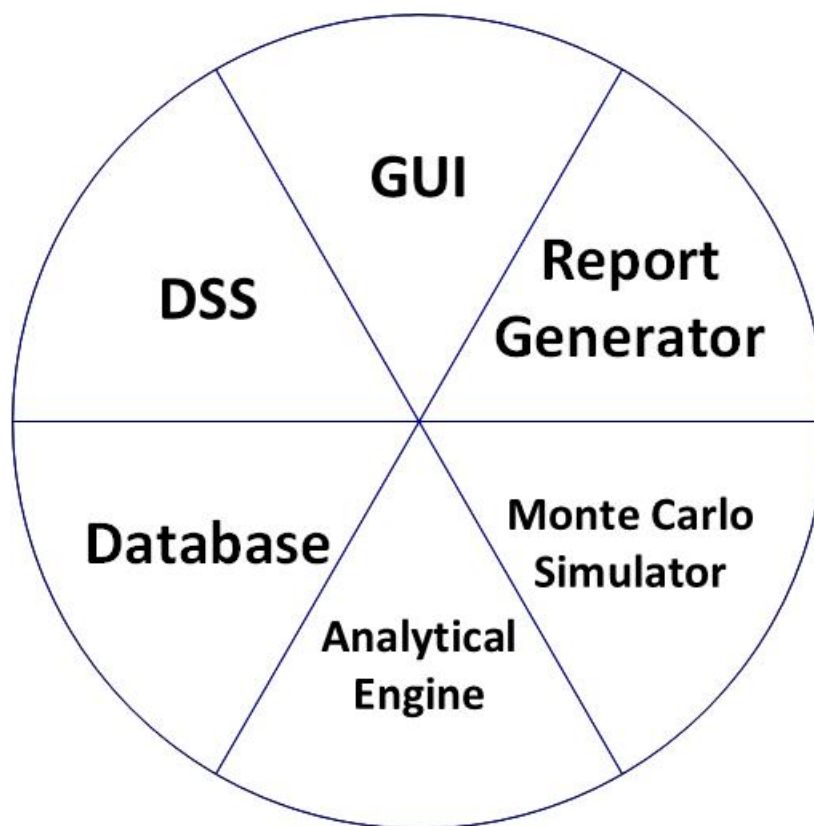 GUI
Report
Generator
DSS
Monte Carlo
Simulator
Database
Analytical
Engine